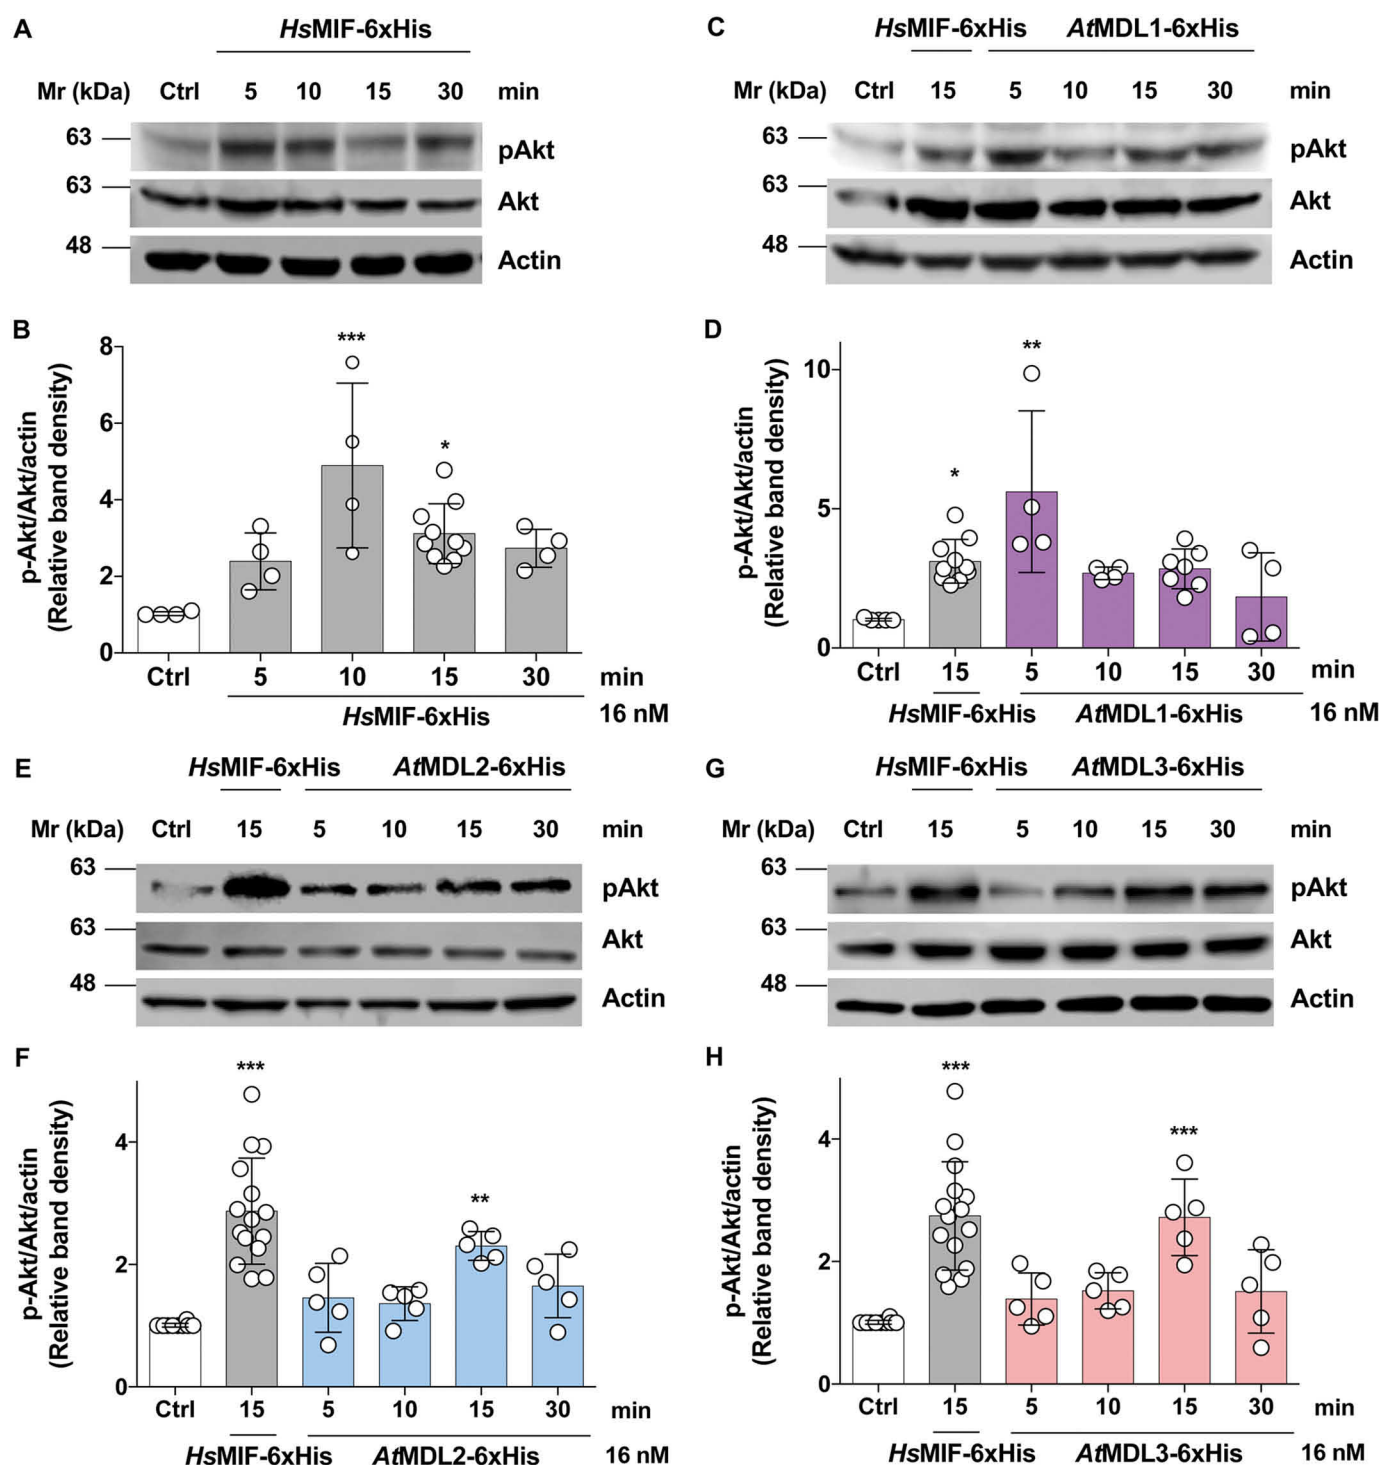 A
HsMIF-6xHis
Mr (kDa) Ctrl 5 10 15 30 min
63 pAkt
63 Akt
48 Actin
C
HsMIF-6xHis AtMDL1-6xHis
Mr (kDa) Ctrl 15 5 10 15 30 min
63 pAkt
63 Akt
48 Actin
B
p-Akt/Akt/actin
(Relative band density)
8
6
4
2
0
***
*
Ctrl 5 10 15 30 min
HsMIF-6xHis 16 nM
D
p-Akt/Akt/actin
(Relative band density)
10
5
0
*
**
Ctrl 15 5 10 15 30 min
HsMIF-6xHis AtMDL1-6xHis 16 nM
E
HsMIF-6xHis AtMDL2-6xHis
Mr (kDa) Ctrl 15 5 10 15 30 min
63 pAkt
63 Akt
48 Actin
G
HsMIF-6xHis AtMDL3-6xHis
Mr (kDa) Ctrl 15 5 10 15 30 min
63 pAkt
63 Akt
48 Actin
F
p-Akt/Akt/actin
(Relative band density)
4
2
0
***
**
Ctrl 15 5 10 15 30 min
HsMIF-6xHis AtMDL2-6xHis
H
p-Akt/Akt/actin
(Relative band density)
4
2
0
***
***
Ctrl 15 5 10 15 30 min
HsMIF-6xHis AtMDL3-6xHis 16 nM
16 nM